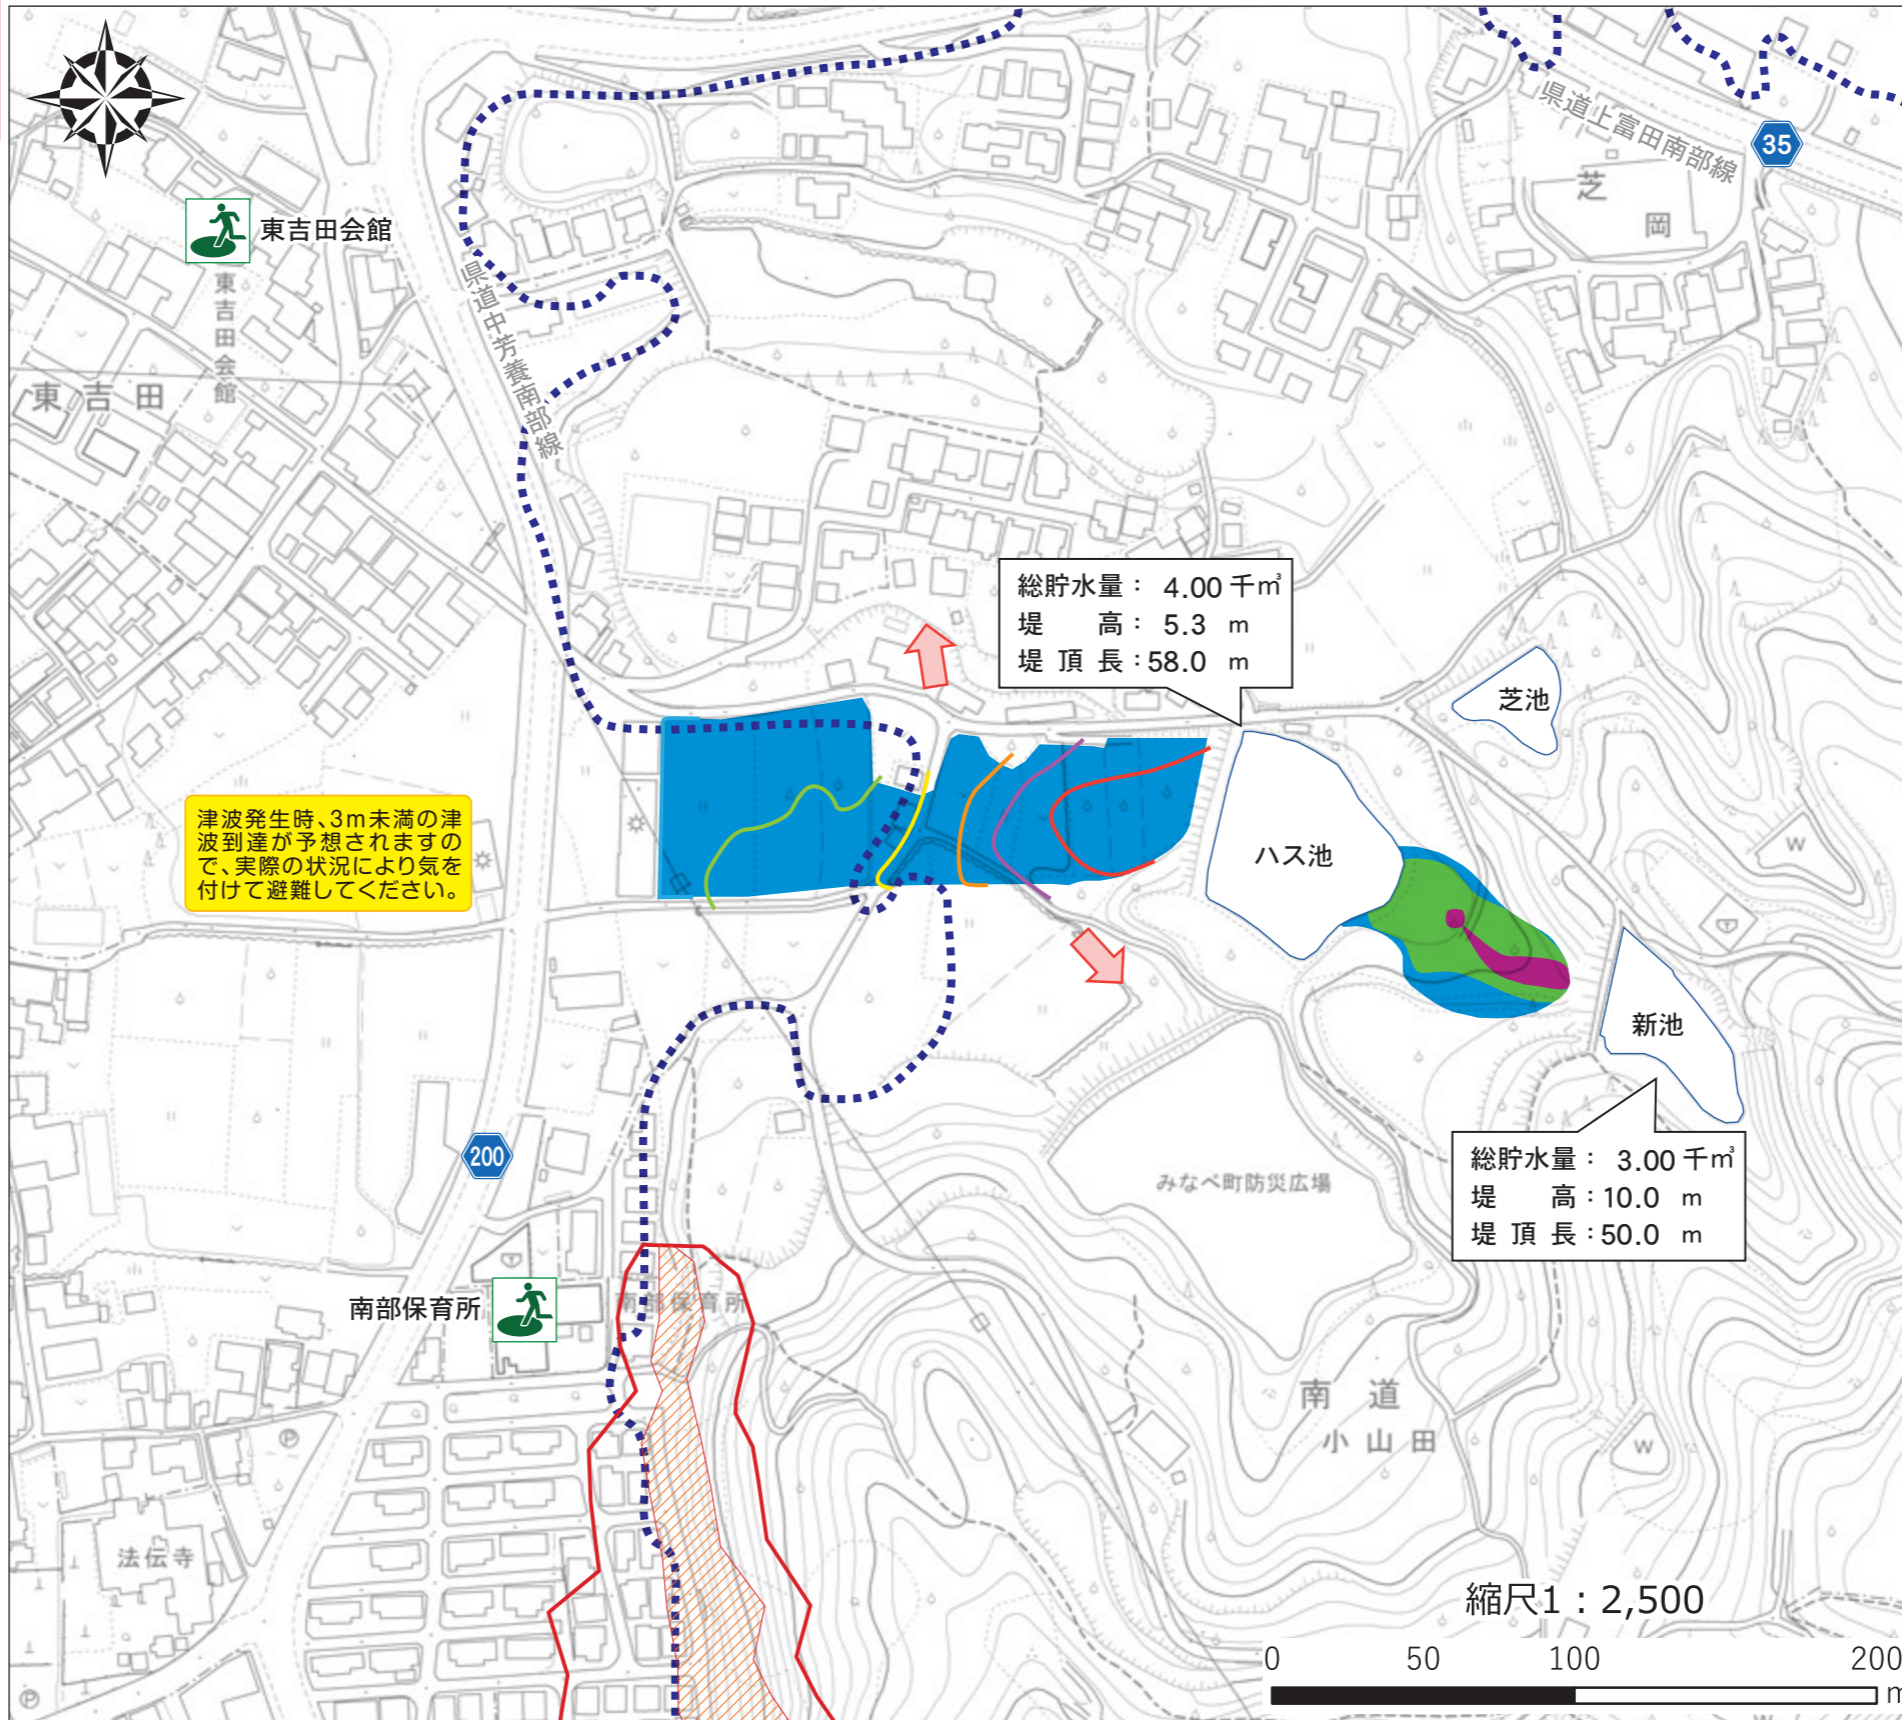 県道上富田南部線
35
芝
岡
東吉田会館
東吉田会館
県道中芳養南部線
東吉田
総貯水量： 4.00 千㎥
堤　　高： 5.3 m
堤 頂 長：58.0 m
芝池
津波発生時、3m未満の津
波到達が予想されますの
で、実際の状況により気を
付けて避難してください。
ハス池
W
新池
200
みなべ町防災広場
総貯水量： 3.00 千㎥
堤　　高：10.0 m
堤 頂 長：50.0 m
南部保育所
南部保育所
南道
小山田
W
P
法伝寺
縮尺1：2,500
0 50 100 200
m
P
W